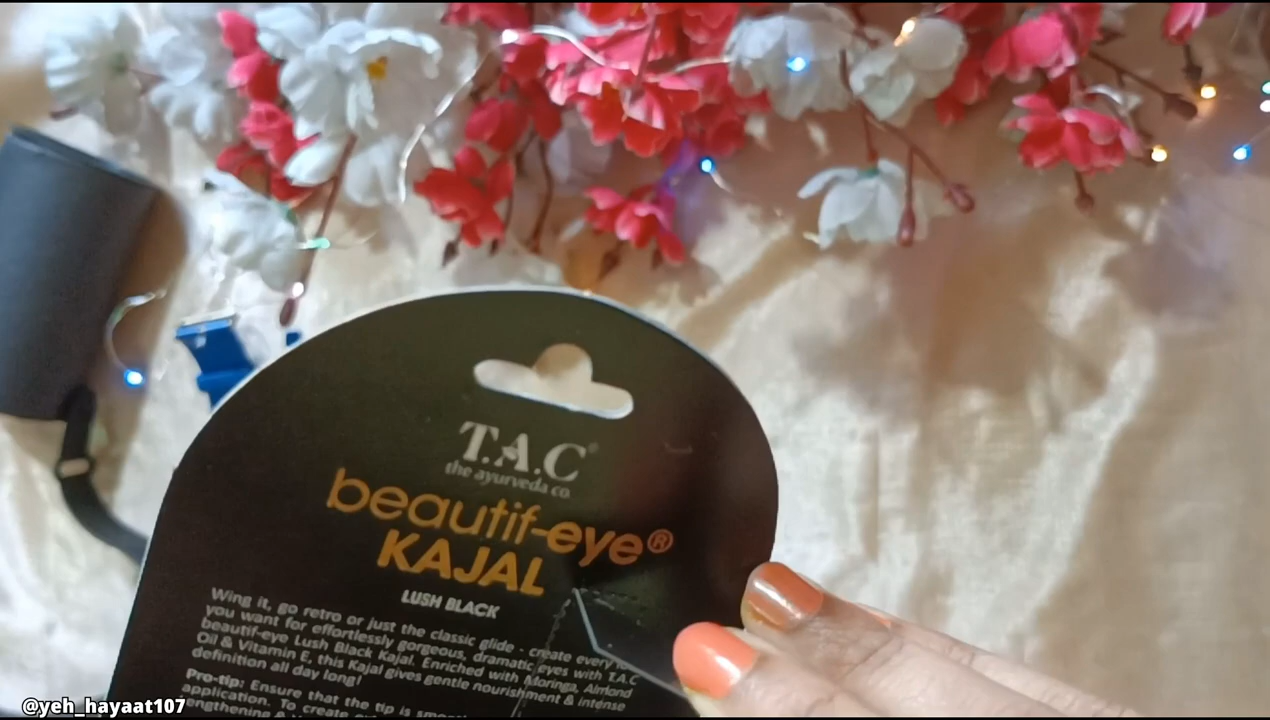 T.A.C®
the ayurveda co.
beautif-eye®
KAJAL
LUSH BLACK
Wing it, go retro or just the classic glide - create every
you want for effortlessly gorgeous, dramatic eyes with T.A.C
beautif-eye Lush Black Kajal. Enriched with Moringa, Almond
Oil & Vitamin E, this Kajal gives gentle nourishment & intense
definition all day long!
Pro-tip: Ensure that the tip is
application. To create
@yeh_hayaat107